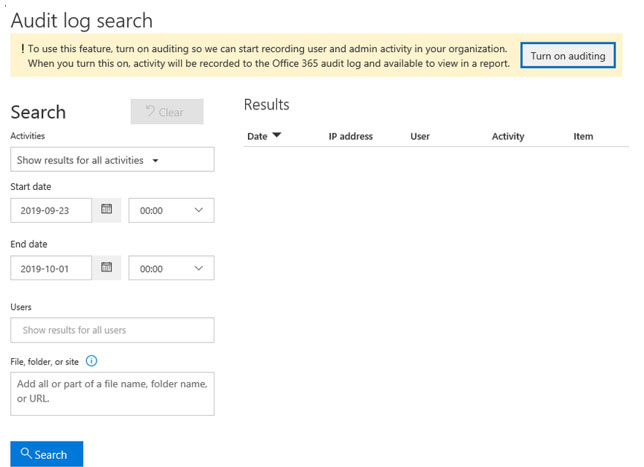 Audit log search
! To use this feature, turn on auditing so we can start recording user and admin activity in your organization.
When you turn this on, activity will be recorded to the Office 365 audit log and available to view in a report.
Turn on auditing
Search
Clear
Activities
Show results for all activities
Start date
2019-09-23
00:00
End date
2019-10-01
00:00
Users
Show results for all users
File, folder, or site
Add all or part of a file name, folder name,
or URL.
Search
Results
Date
IP address
User
Activity
Item